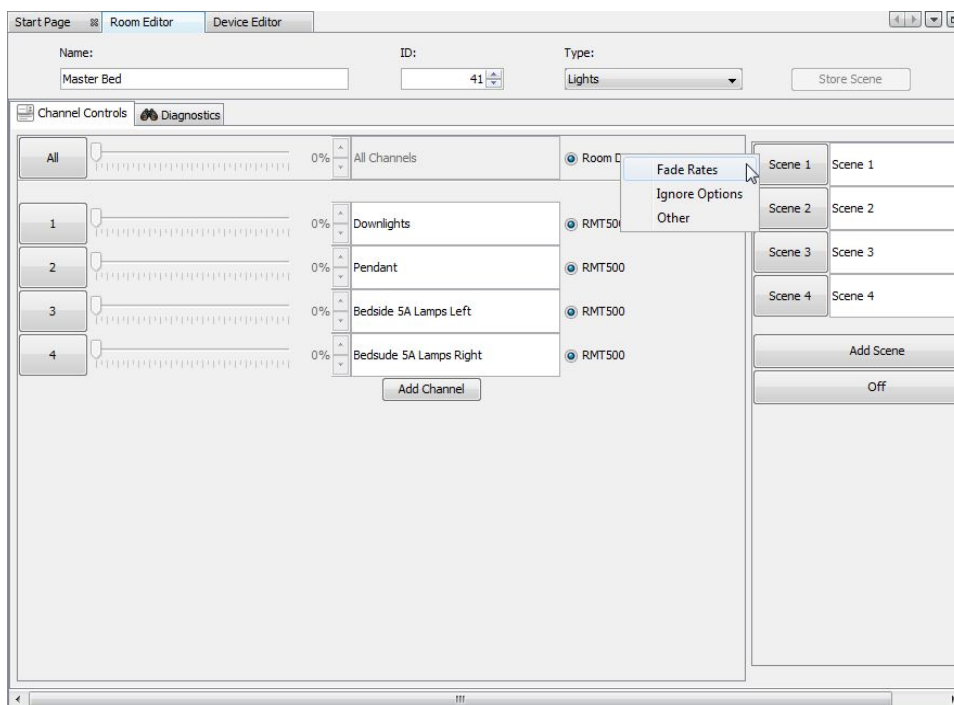 Start Page Room Editor Device Editor
Name: ID: Type:
Master Bed 41 Lights Store Scene
Channel Controls Diagnostics
All 0% All Channels Room D
Fade Rates
Ignore Options
Other
1 0% Downlights RMT50
2 0% Pendant RMT500
3 0% Bedside 5A Lamps Left RMT500
4 0% Bedsude 5A Lamps Right RMT500
Add Channel
Scene 1 Scene 1
Scene 2 Scene 2
Scene 3 Scene 3
Scene 4 Scene 4
Add Scene
Off